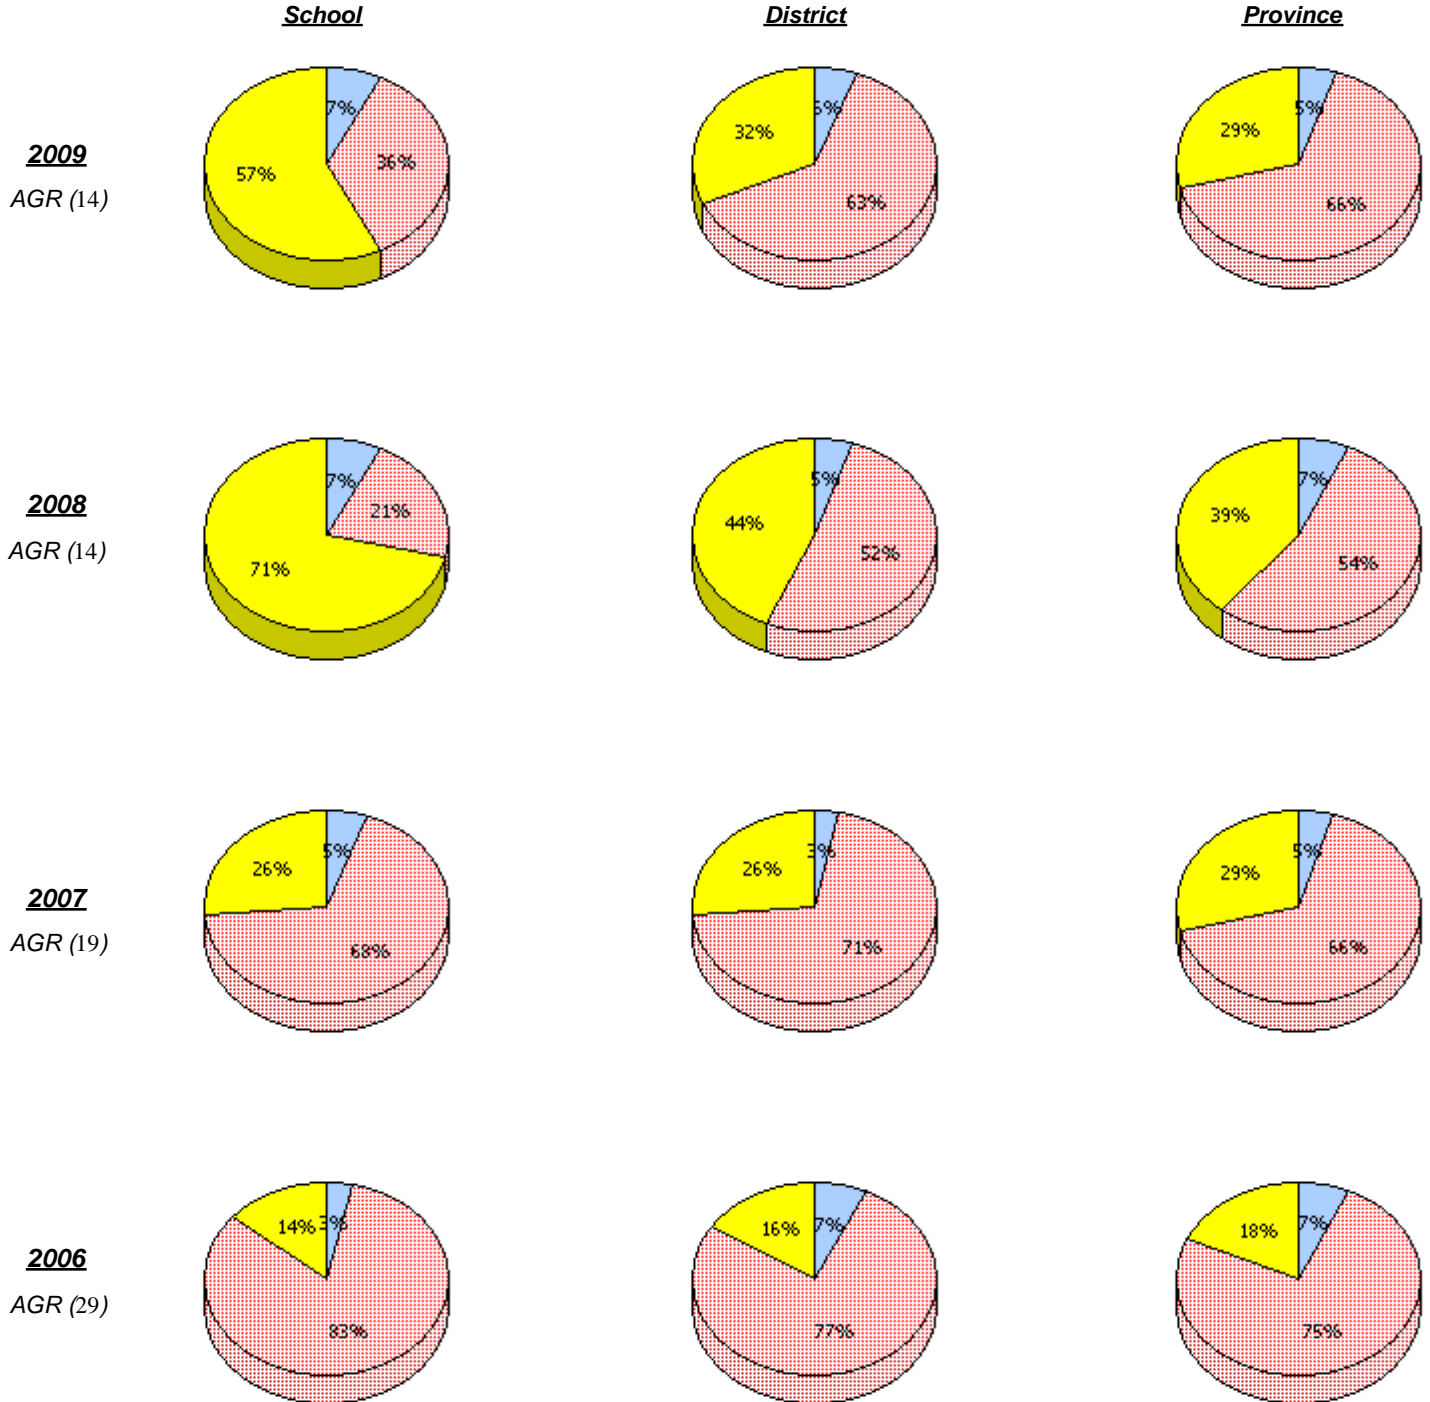 School District Province
7% 36% 57%
5% 63% 32%
5% 66% 29%
2009
AGR (14)
7% 21% 71%
5% 52% 44%
7% 54% 39%
2008
AGR (14)
5% 68% 26%
3% 71% 26%
5% 66% 29%
2007
AGR (19)
3% 83% 14%
7% 77% 16%
7% 75% 18%
2006
AGR (29)